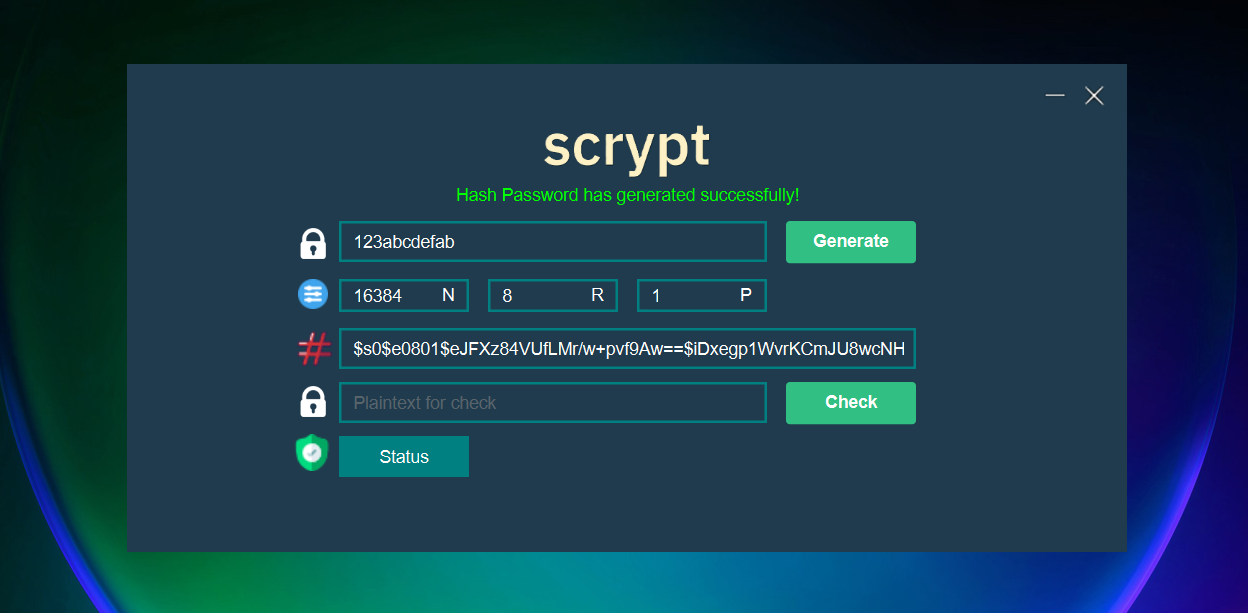 scrypt
Hash Password has generated successfully!
123abcdefab Generate
16384 N 8 R 1 P
$s0$e0801$eJFXz84VUfLMr/w+pvf9Aw==$iDxegp1WvrKCmJU8wcNH
Plaintext for check Check
Status